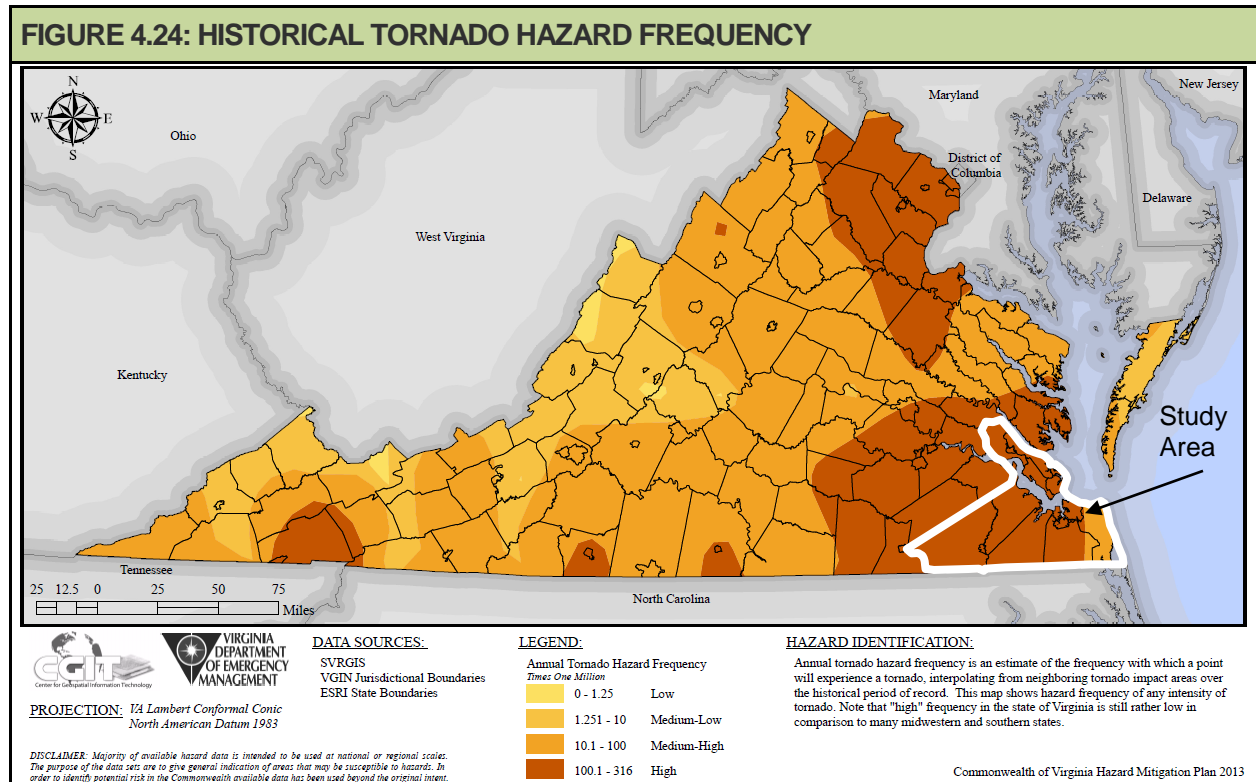 FIGURE 4.24: HISTORICAL TORNADO HAZARD FREQUENCY
N
W E
S
Ohio
Maryland
New Jersey
District of
Columbia
Delaware
West Virginia
Kentucky
Study
Area
Tennessee
North Carolina
25 12.5 0 25 50 75
Miles
CGIT
Center for Geospatial Information Technology
VIRGINIA
DEPARTMENT
OF EMERGENCY
MANAGEMENT
PROJECTION: VA Lambert Conformal Conic
North American Datum 1983
DISCLAIMER: Majority of available hazard data is intended to be used at national or regional scales.
The purpose of the data sets are to give general indication of areas that may be susceptible to hazards. In
order to identify potential risk in the Commonwealth available data has been used beyond the original intent.
DATA SOURCES:
SVRGIS
VGIN Jurisdictional Boundaries
ESRI State Boundaries
LEGEND:
Annual Tornado Hazard Frequency
Times One Million
0 - 1.25 Low
1.251 - 10 Medium-Low
10.1 - 100 Medium-High
100.1 - 316 High
HAZARD IDENTIFICATION:
Annual tornado hazard frequency is an estimate of the frequency with which a point
will experience a tornado, interpolating from neighboring tornado impact areas over
the historical period of record. This map shows hazard frequency of any intensity of
tornado. Note that "high" frequency in the state of Virginia is still rather low in
comparison to many midwestern and southern states.
Commonwealth of Virginia Hazard Mitigation Plan 2013